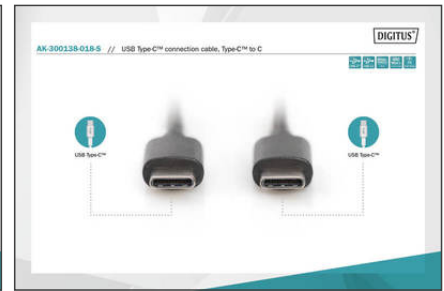 DIGITUS®
AK-300138-018-S // USB Type-C™ connection cable, Type-C™ to C
USB Type-C™
USB Type-C™